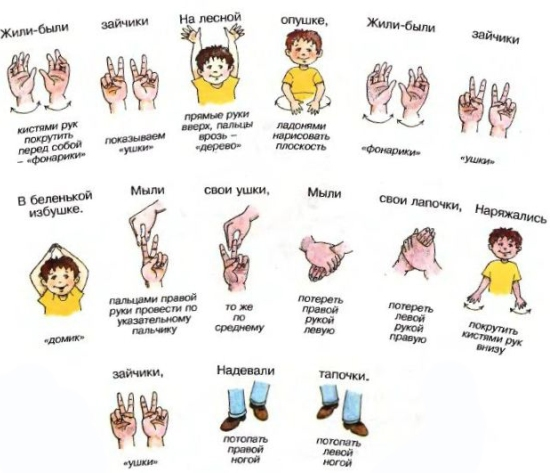 Жили-были
зайчики
На лесной
опушке,
Жили-были
зайчики
кистями рук
покрутить
перед собой
– «фонарики»
показываем
«ушки»
прямые руки
вверх, пальцы
врозь –
«дерево»
ладонями
нарисовать
плоскость
«фонарики»
«ушки»
В беленькой
избушке.
Мыли
свои ушки,
Мыли
свои лапочки,
Наряжались
«домик»
пальцами правой
руки провести по
указательному
пальчику
то же
по
среднему
потереть
правой
рукой
левую
потереть
левой
рукой
правую
покрутить
кистями рук
внизу
зайчики,
Надевали
тапочки.
«ушки»
потопать
правой
ногой
потопать
левой
ногой